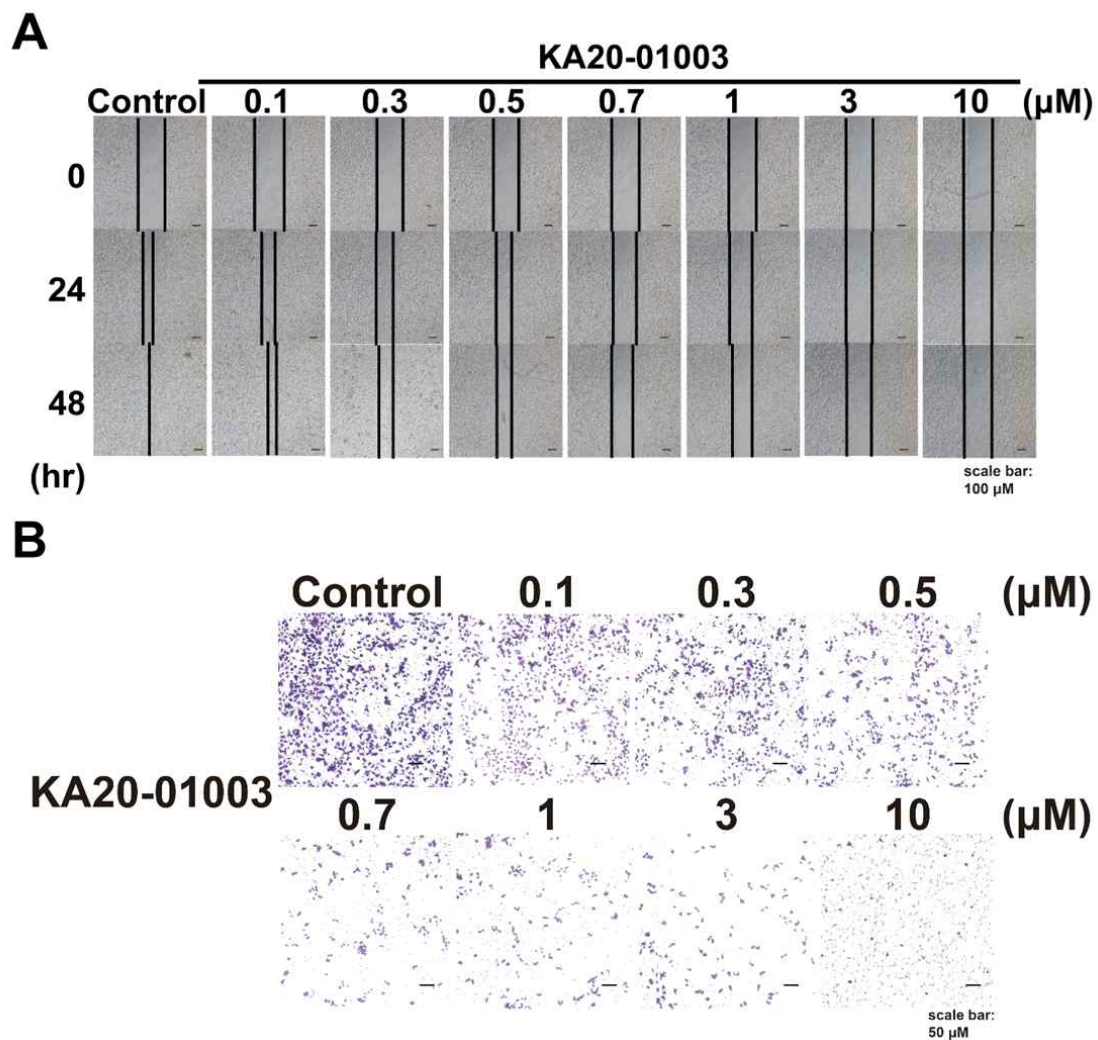 A
KA20-01003
Control 0.1 0.3 0.5 0.7 1 3 10 (µM)
0
24
48
(hr)
scale bar:
100 µM
B
Control 0.1 0.3 0.5 (µM)
KA20-01003
0.7 1 3 10 (µM)
scale bar:
50 µM